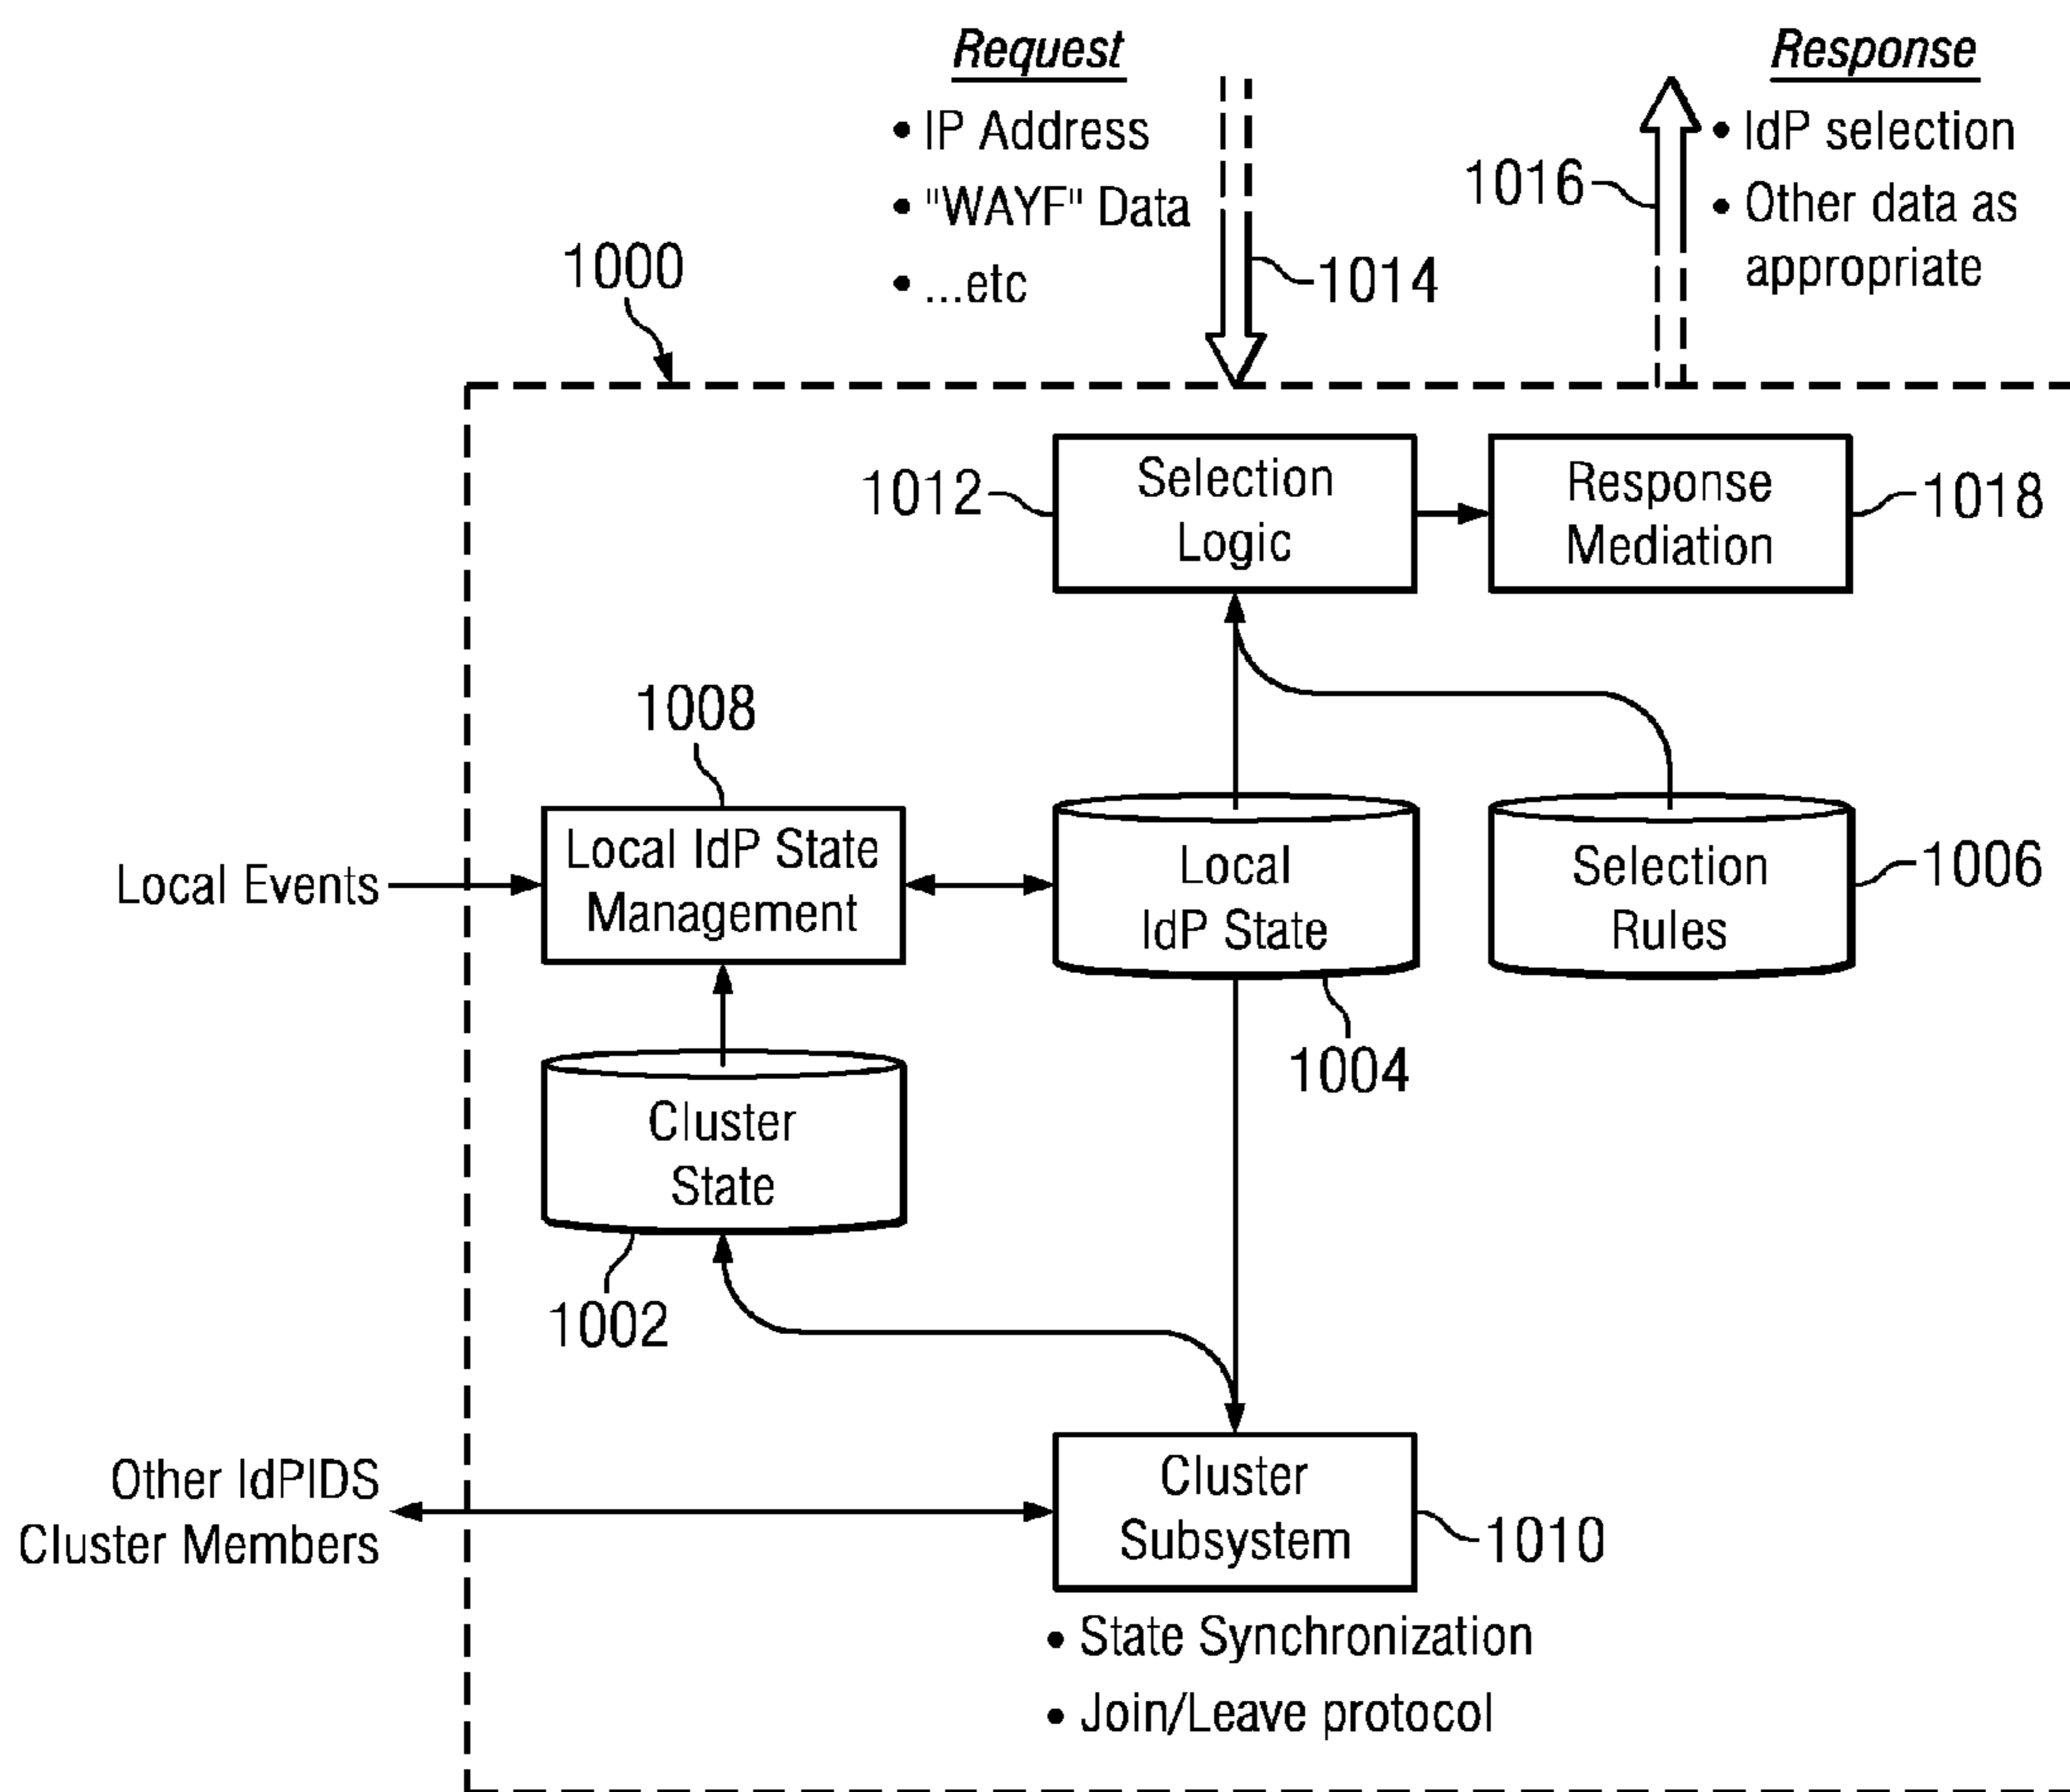 Request
• IP Address
• "WAYF" Data
• ...etc
1014
Response
1016
• IdP selection
• Other data as
appropriate
1000
1012
Selection
Logic
Response
Mediation
1018
1008
Local Events
Local IdP State
Management
Local
IdP State
1004
Selection
Rules
1006
Cluster
State
1002
Other IdPIDS
Cluster Members
Cluster
Subsystem
1010
• State Synchronization
• Join/Leave protocol